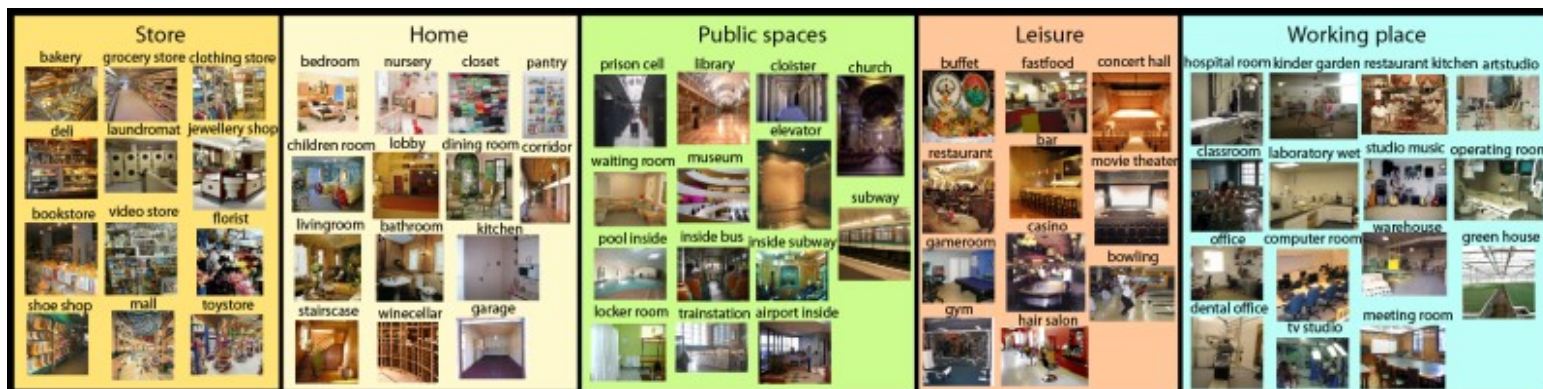 Store
bakery grocery store clothing store
deli laundromat jewellery shop
bookstore video store florist
shoe shop mall toystore
Home
bedroom nursery closet pantry
children room lobby dining room corridor
livingroom bathroom kitchen
stairscase winecellar garage
Public spaces
prison cell library cloister church
elevator
waiting room museum
subway
pool inside inside bus inside subway
locker room trainstation airport inside
Leisure
buffet fastfood concert hall
bar
restaurant movie theater
casino
gameroom bowling
gym hair salon
Working place
hospital room kinder garden restaurant kitchen artstudio
classroom laboratory wet studio music operating room
warehouse
office computer room green house
dental office meeting room
tv studio